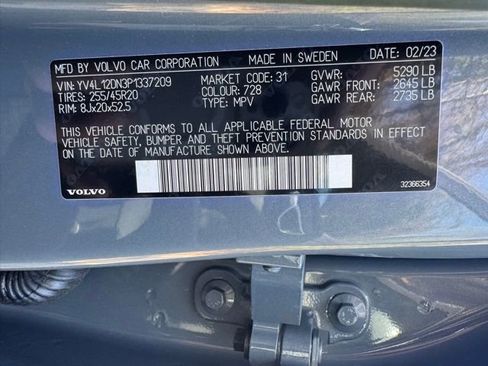 MFD BY VOLVO CAR CORPORATION MADE IN SWEDEN DATE: 02/23
VIN: YV4L12DN3P1337209 MARKET: 31 GVWR: 5290 LB
TIRES: 255/45R20 COLOUR: 728 GAWR FRONT: 2645 LB
RIM: 8Jx20x52.5 TYPE: MPV GAWR REAR: 2735 LB
THIS VEHICLE CONFORMS TO ALL APPLICABLE FEDERAL MOTOR
VEHICLE SAFETY, BUMPER AND THEFT PREVENTION STANDARDS IN EFFECT
ON THE DATE OF MANUFACTURE SHOWN ABOVE.
VOLVO 32366354